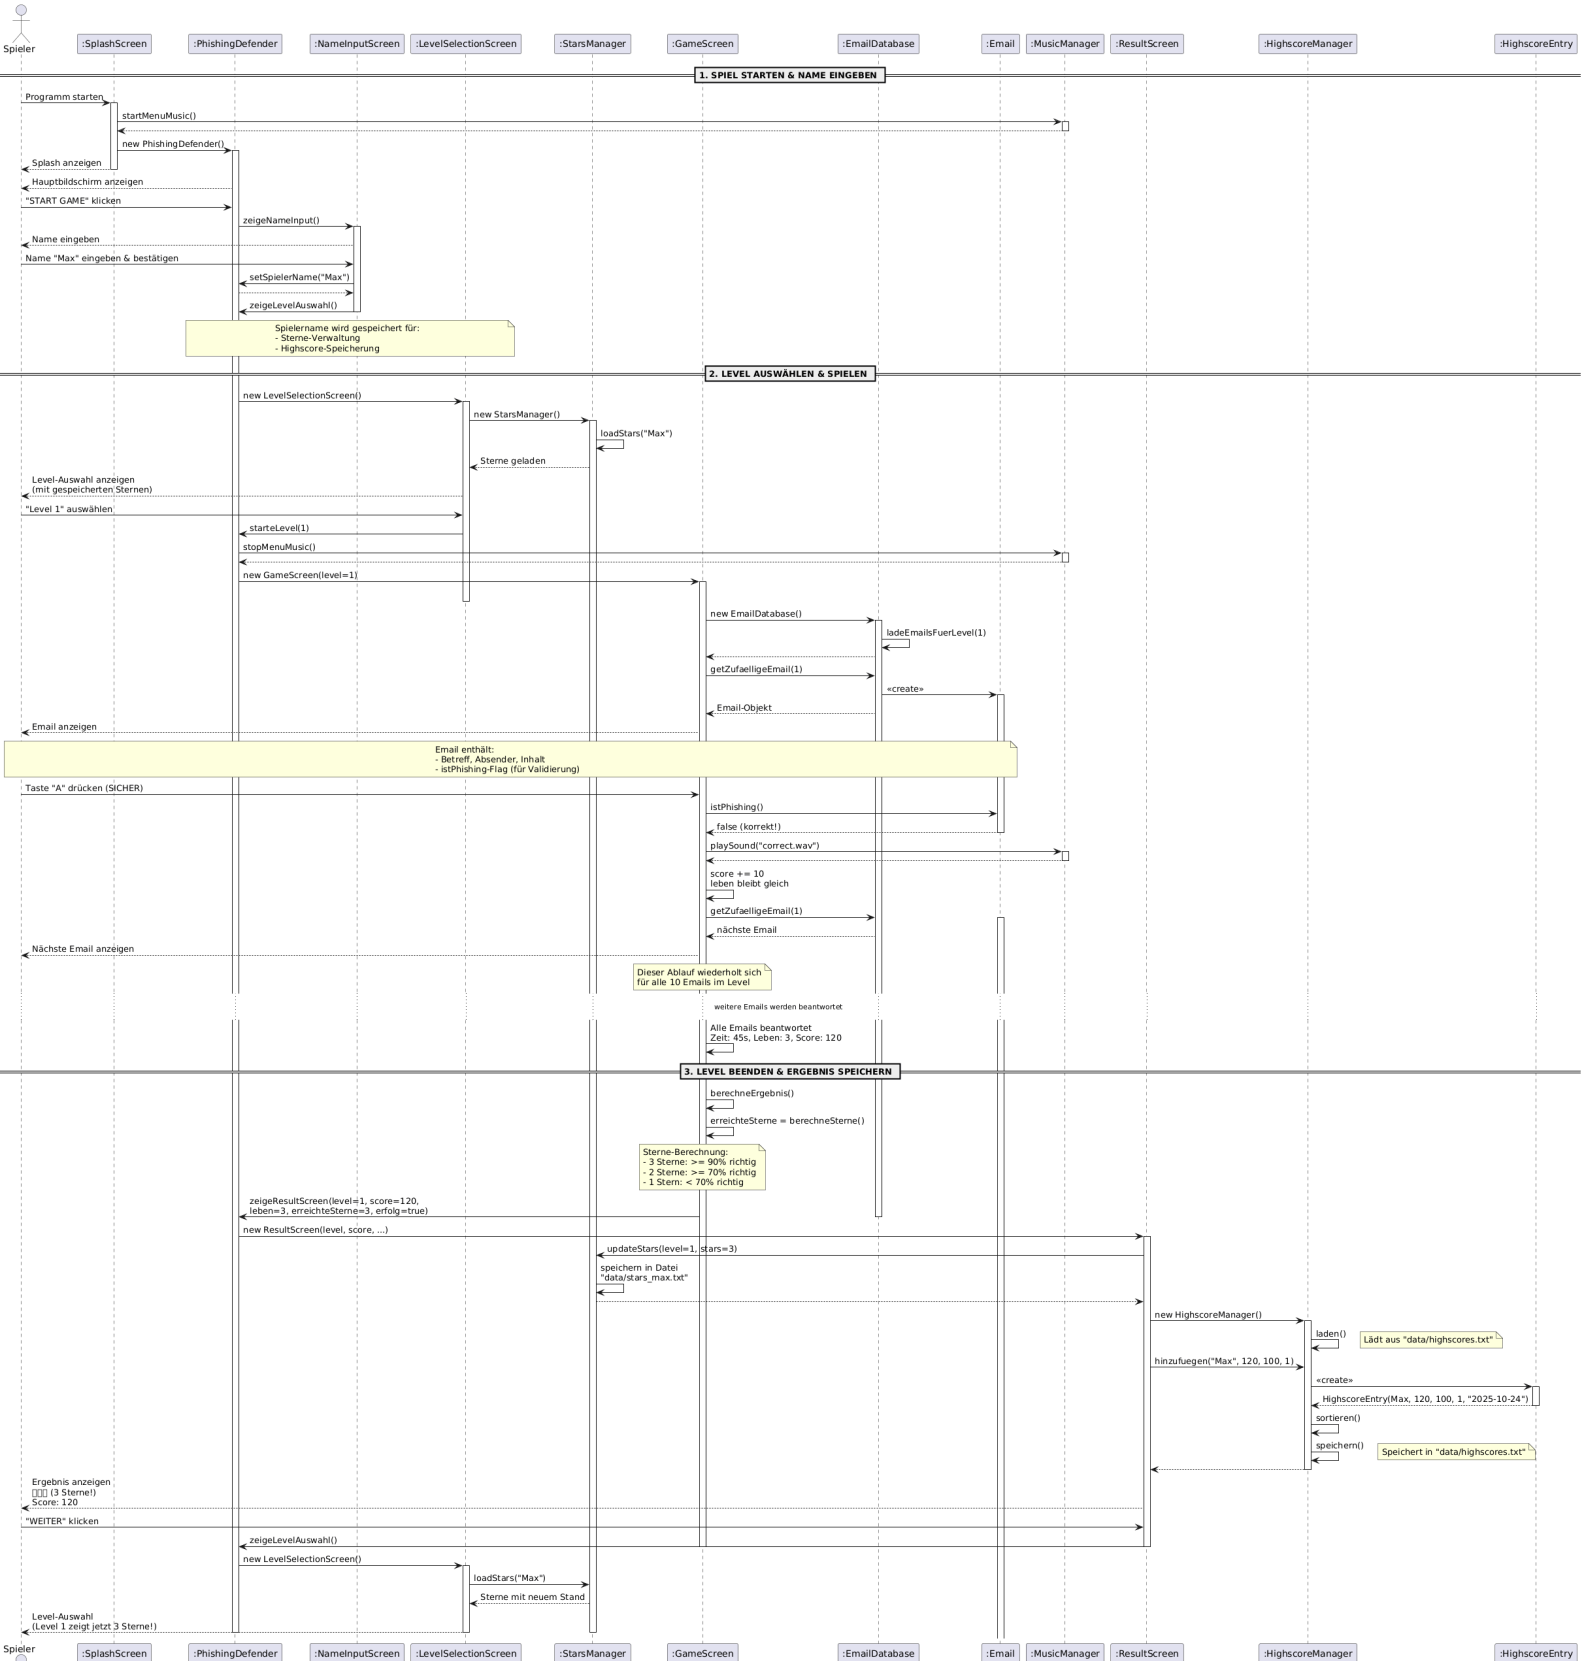 Spieler
:SplashScreen
:PhishingDefender
:NameInputScreen
:LevelSelectionScreen
:StarsManager
:GameScreen
:EmailDatabase
:Email
:MusicManager
:ResultScreen
:HighscoreManager
:HighscoreEntry
1. SPIEL STARTEN & NAME EINGEBEN
Programm starten
startMenuMusic()
new PhishingDefender()
Splash anzeigen
Hauptbildschirm anzeigen
"START GAME" klicken
zeigeNameInput()
Name eingeben
Name "Max" eingeben & bestätigen
setSpielerName("Max")
zeigeLevelAuswahl()
Spielername wird gespeichert für:
- Sterne-Verwaltung
- Highscore-Speicherung
2. LEVEL AUSWÄHLEN & SPIELEN
new LevelSelectionScreen()
new StarsManager()
loadStars("Max")
Sterne geladen
Level-Auswahl anzeigen
(mit gespeicherten Sternen)
"Level 1" auswählen
starteLevel(1)
stopMenuMusic()
new GameScreen(level=1)
new EmailDatabase()
ladeEmailsFuerLevel(1)
getZufaelligeEmail(1)
«create»
Email-Objekt
Email anzeigen
Email enthält:
- Betreff, Absender, Inhalt
- istPhishing-Flag (für Validierung)
Taste "A" drücken (SICHER)
istPhishing()
false (korrekt!)
playSound("correct.wav")
score += 10
leben bleibt gleich
getZufaelligeEmail(1)
nächste Email
Nächste Email anzeigen
Dieser Ablauf wiederholt sich
für alle 10 Emails im Level
weitere Emails werden beantwortet
Alle Emails beantwortet
Zeit: 45s, Leben: 3, Score: 120
3. LEVEL BEENDEN & ERGEBNIS SPEICHERN
berechneErgebnis()
erreichteSterne = berechneSterne()
Sterne-Berechnung:
- 3 Sterne: >= 90% richtig
- 2 Sterne: >= 70% richtig
- 1 Stern: < 70% richtig
zeigeResultScreen(level=1, score=120,
leben=3, erreichteSterne=3, erfolg=true)
new ResultScreen(level, score, ...)
updateStars(level=1, stars=3)
speichern in Datei
"data/stars_max.txt"
new HighscoreManager()
laden()
Lädt aus "data/highscores.txt"
hinzufuegen("Max", 120, 100, 1)
«create»
HighscoreEntry(Max, 120, 100, 1, "2025-10-24")
sortieren()
speichern()
Speichert in "data/highscores.txt"
Ergebnis anzeigen
(3 Sterne!)
Score: 120
"WEITER" klicken
zeigeLevelAuswahl()
new LevelSelectionScreen()
loadStars("Max")
Sterne mit neuem Stand
Level-Auswahl
(Level 1 zeigt jetzt 3 Sterne!)
Spieler
:SplashScreen
:PhishingDefender
:NameInputScreen
:LevelSelectionScreen
:StarsManager
:GameScreen
:EmailDatabase
:Email
:MusicManager
:ResultScreen
:HighscoreManager
:HighscoreEntry